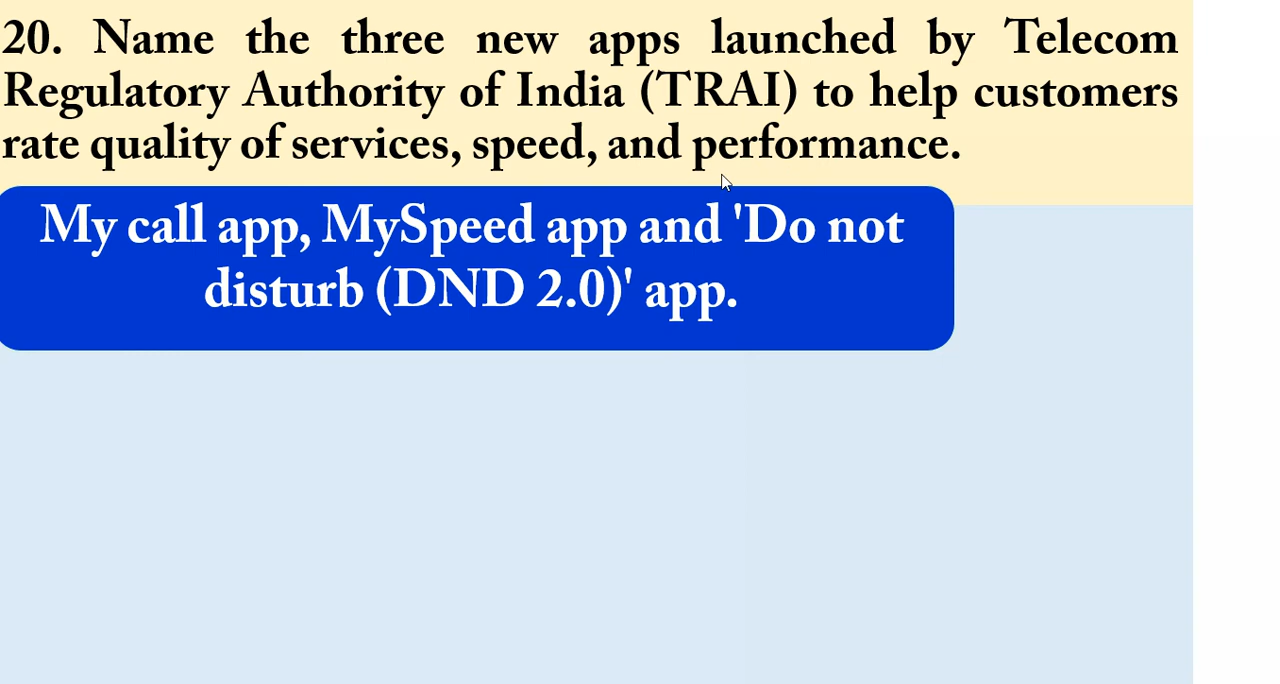 20. Name the three new apps launched by Telecom
Regulatory Authority of India (TRAI) to help customers
rate quality of services, speed, and performance.
My call app, MySpeed app and 'Do not
disturb (DND 2.0)' app.